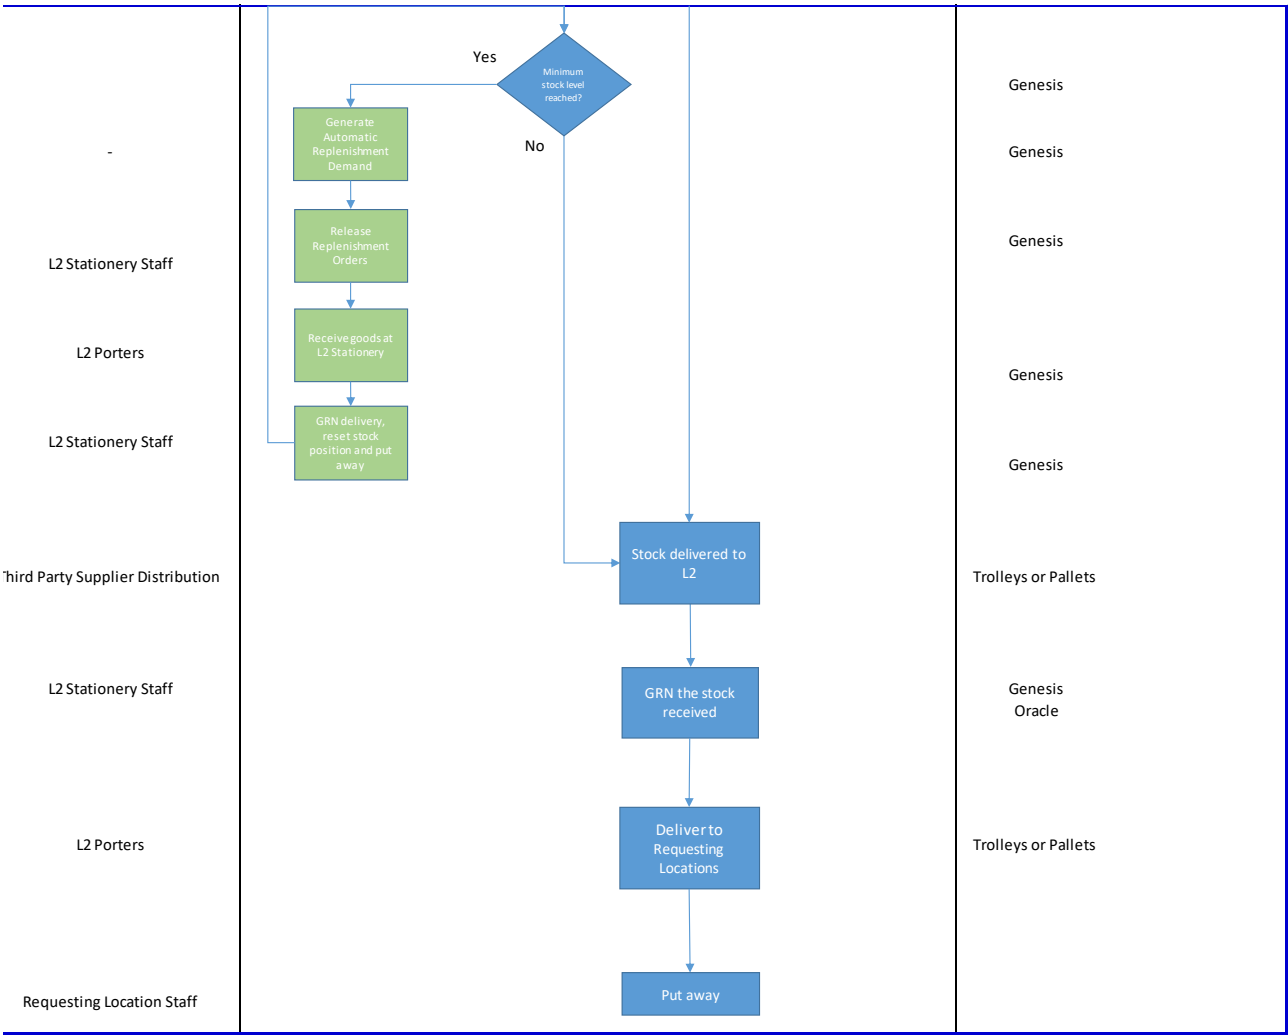 Yes
Minimum
stock level
reached?
Genesis
Generate
Automatic
Replenishment
Demand
No
-
Genesis
Release
Replenishment
Orders
Genesis
L2 Stationery Staff
Receive goods at
L2 Stationery
L2 Porters
Genesis
GRN delivery,
reset stock
position and put
away
L2 Stationery Staff
Genesis
Stock delivered to
L2
Third Party Supplier Distribution
Trolleys or Pallets
L2 Stationery Staff
GRN the stock
received
Genesis
Oracle
Deliver to
Requesting
Locations
L2 Porters
Trolleys or Pallets
Put away
Requesting Location Staff